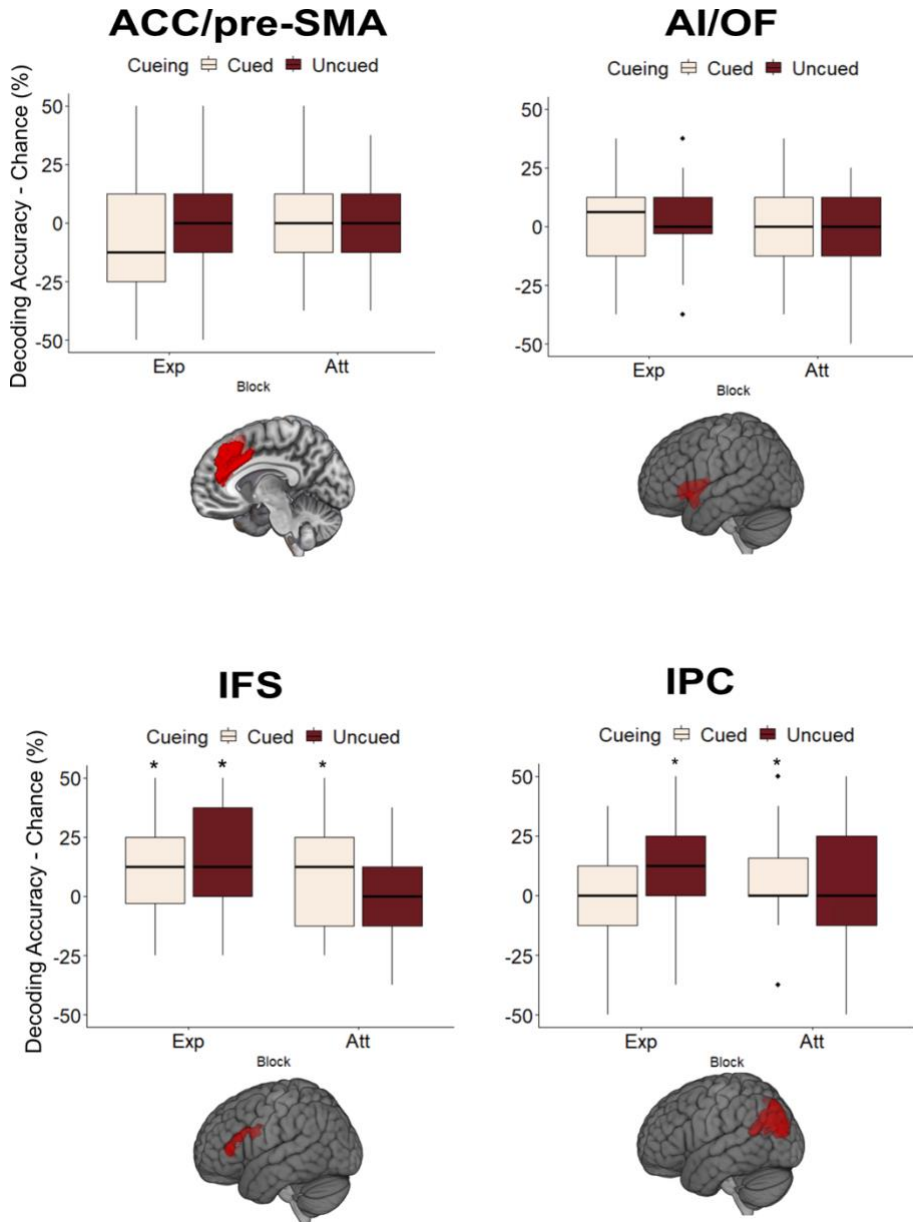 ACC/pre-SMA
Cueing Cued Uncued
Decoding Accuracy - Chance (%)
50
25
0
-25
-50
Exp Att
Block
AI/OF
Cueing Cued Uncued
50
25
0
-25
-50
Exp Att
Block
IFS
Cueing Cued Uncued
* * *
Decoding Accuracy - Chance (%)
50
25
0
-25
-50
Exp Att
Block
IPC
Cueing Cued Uncued
* *
50
25
0
-25
-50
Exp Att
Block